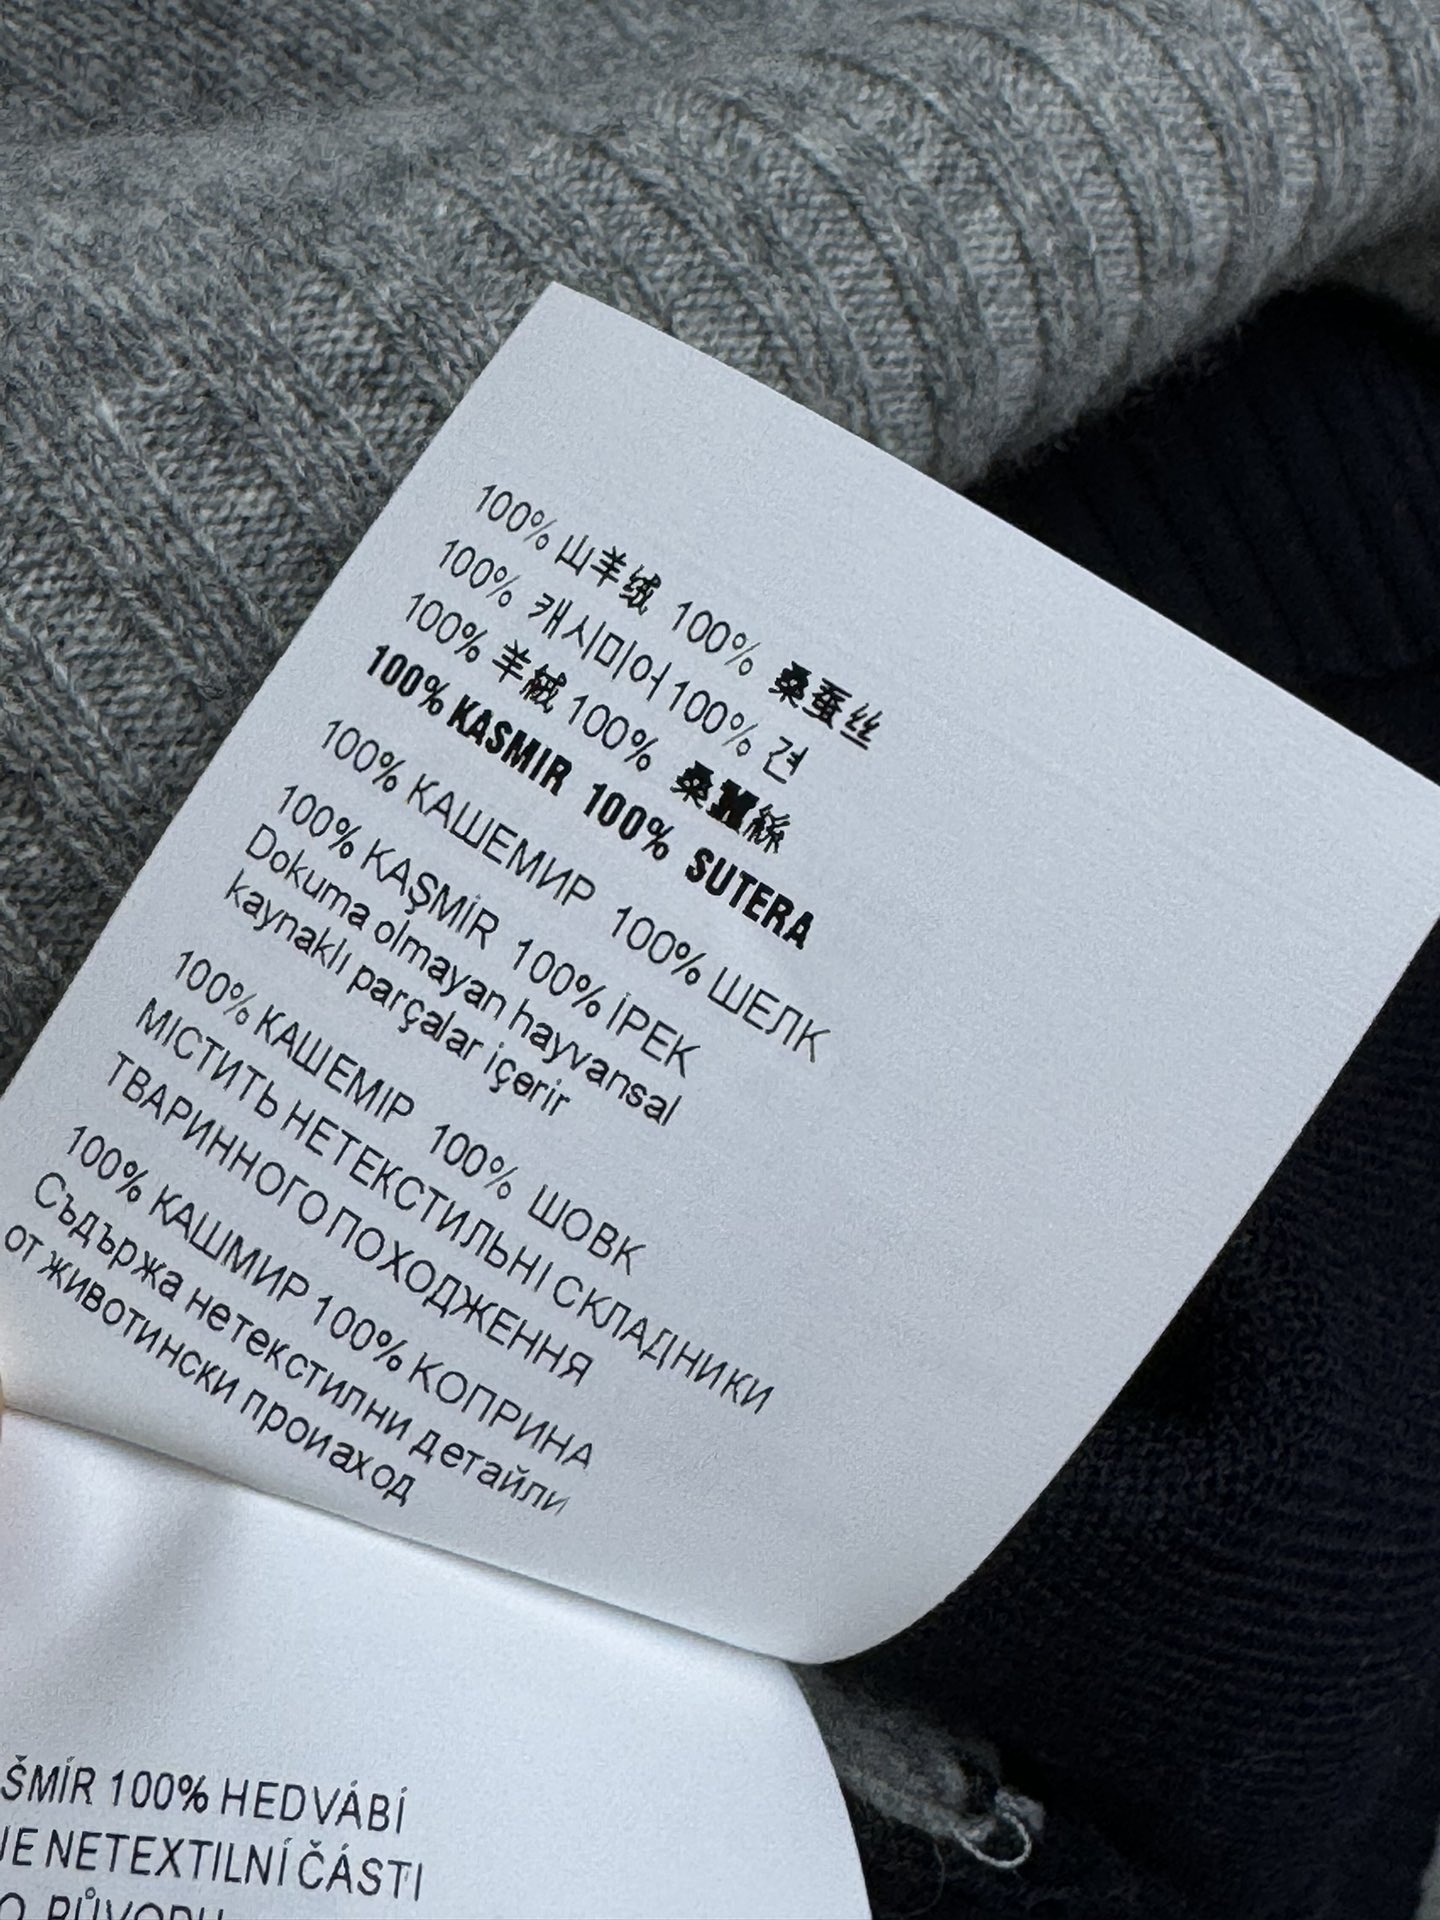 100% 山羊绒 100% 桑蚕丝
100% 캐시미어 100% 견
100% 羊絨 100% 桑蠶絲
100% KASMIR 100% SUTERA
100% КАШЕМИР 100% ШЕЛК
100% KAŞMİR 100% İPEK
Dokuma olmayan hayvansal
kaynaklı parçalar içerir
100% КАШЕМІР 100% ШОВК
МІСТИТЬ НЕТЕКСТИЛЬНІ СКЛАДНИКИ
ТВАРИННОГО ПОХОДЖЕННЯ
100% КАШМИР 100% КОПРИНА
Съдържа нетекстилни детайли
от животински проиаход
ŠMÍR 100% HEDVÁBÍ
JE NETEXTILNÍ ČÁSTI
O PŮVODU